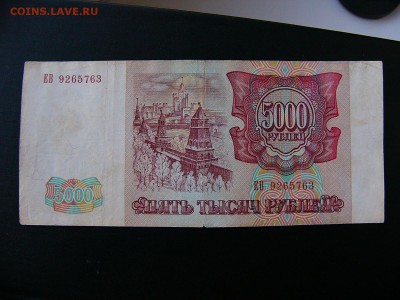 COINS.LAVE.RU
ЕВ 9265763
5000
РУБЛЕЙ
ЕВ 9265763
5000
ПЯТЬ ТЫСЯЧ РУБЛЕЙ